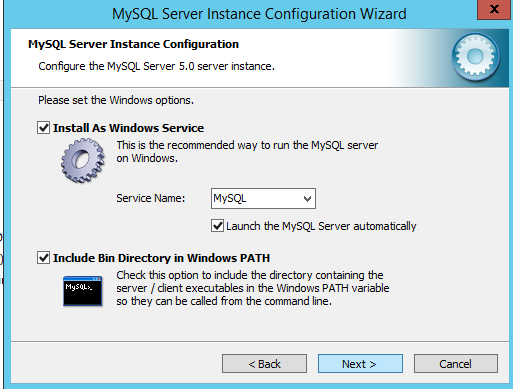 MySQL Server Instance Configuration Wizard
x
MySQL Server Instance Configuration
Configure the MySQL Server 5.0 server instance.
Please set the Windows options.
Install As Windows Service
This is the recommended way to run the MySQL server
on Windows.
Service Name:
MySQL
Launch the MySQL Server automatically
Include Bin Directory in Windows PATH
MySQL>_
Check this option to include the directory containing the
server / client executables in the Windows PATH variable
so they can be called from the command line.
< Back
Next >
Cancel